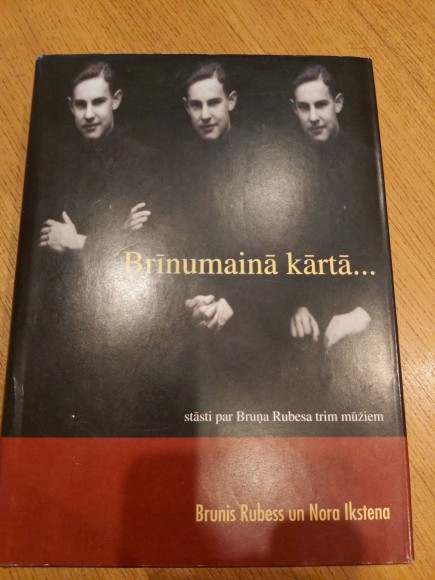 Brīnumainā kārtā...
stāsti par Bruņa Rubesa trim mūžiem
Brunis Rubess un Nora Ikstena